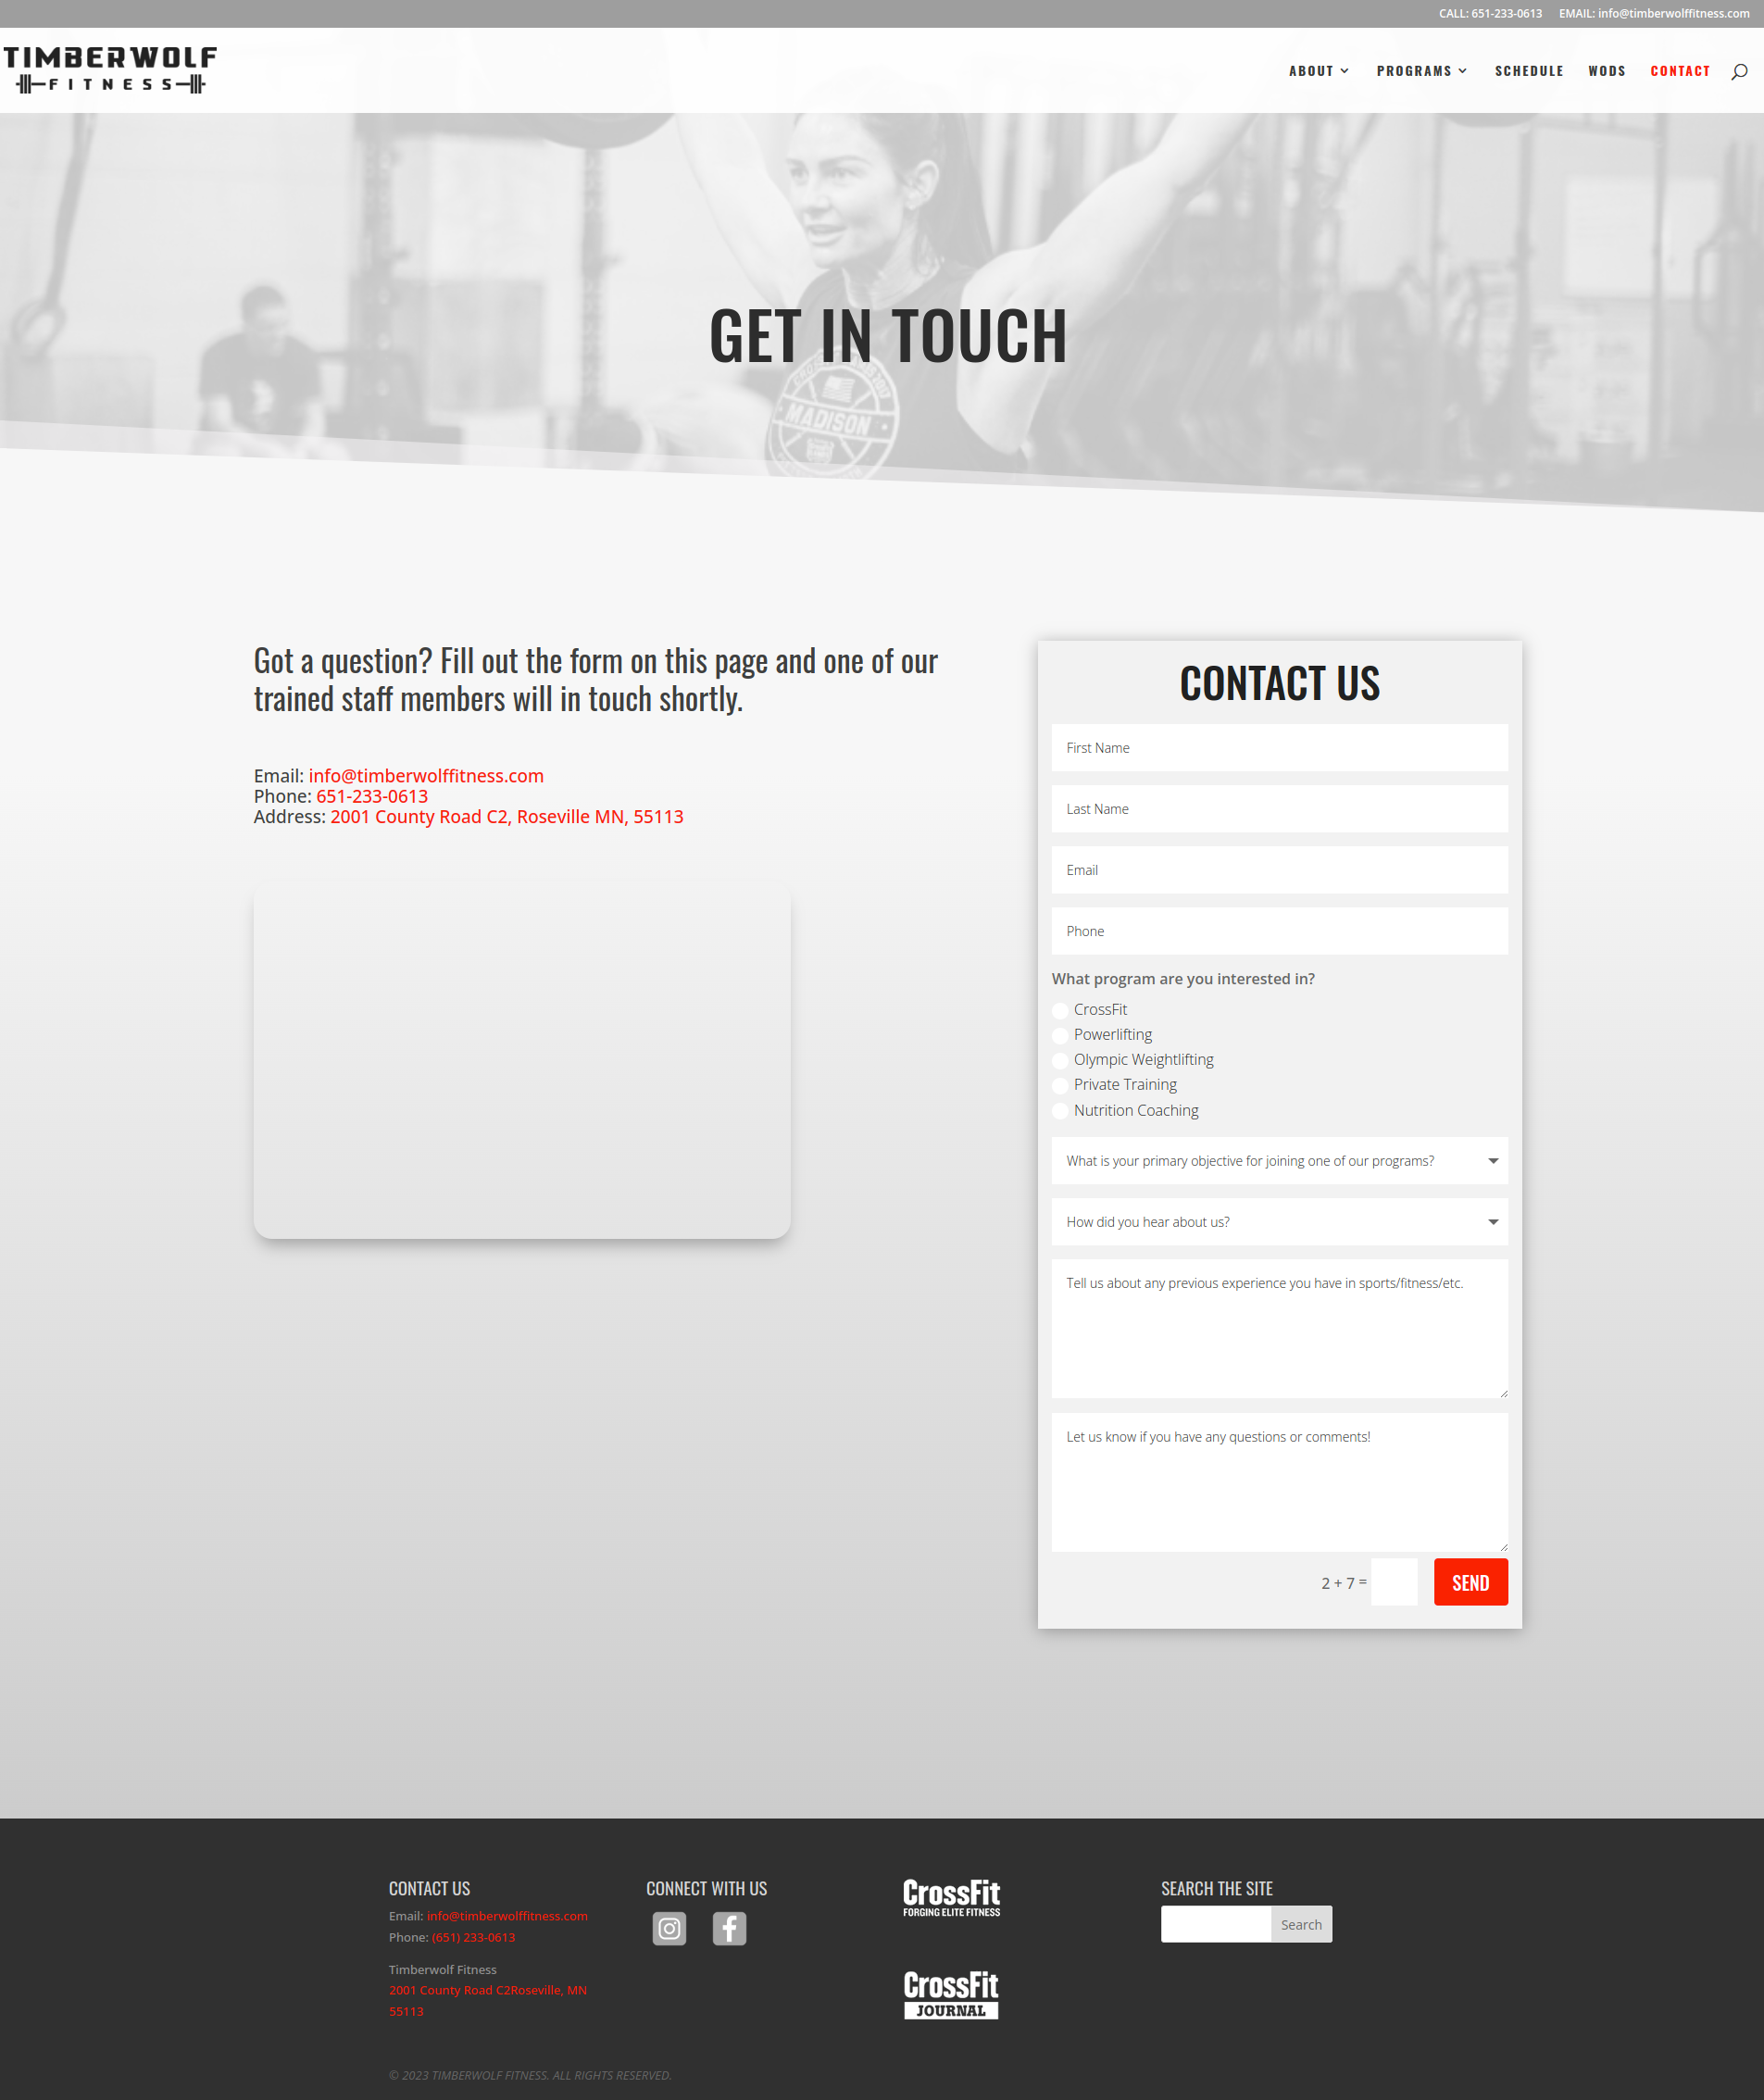 CALL: 651-233-0613 EMAIL: info@timberwolffitness.com
TIMBERWOLF
FITNESS
ABOUT PROGRAMS SCHEDULE WODS CONTACT
GET IN TOUCH
MADISON
Got a question? Fill out the form on this page and one of our
trained staff members will in touch shortly.
Email: info@timberwolffitness.com
Phone: 651-233-0613
Address: 2001 County Road C2, Roseville MN, 55113
CONTACT US
First Name
Last Name
Email
Phone
What program are you interested in?
CrossFit
Powerlifting
Olympic Weightlifting
Private Training
Nutrition Coaching
What is your primary objective for joining one of our programs?
How did you hear about us?
Tell us about any previous experience you have in sports/fitness/etc.
Let us know if you have any questions or comments!
2 + 7 =
SEND
CONTACT US
Email: info@timberwolffitness.com
Phone: (651) 233-0613
Timberwolf Fitness
2001 County Road C2Roseville, MN
55113
CONNECT WITH US
CrossFit
FORGING ELITE FITNESS
CrossFit
JOURNAL
SEARCH THE SITE
Search
© 2023 TIMBERWOLF FITNESS. ALL RIGHTS RESERVED.